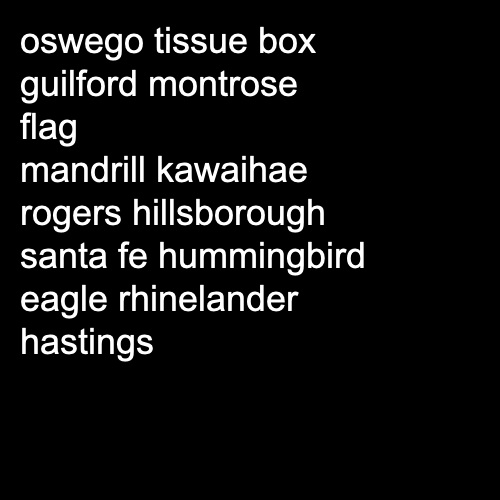 oswego tissue box
guilford montrose
flag
mandrill kawaihae
rogers hillsborough
santa fe hummingbird
eagle rhinelander
hastings